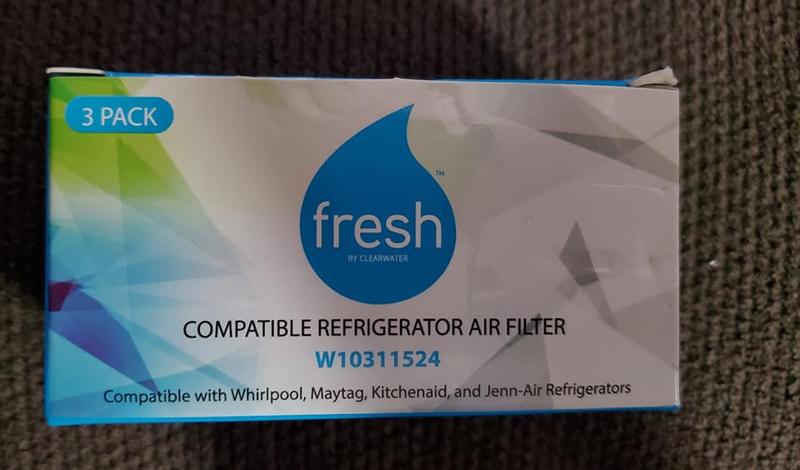 3 PACK
™
fresh
BY CLEARWATER
COMPATIBLE REFRIGERATOR AIR FILTER
W10311524
Compatible with Whirlpool, Maytag, Kitchenaid, and Jenn-Air Refrigerators